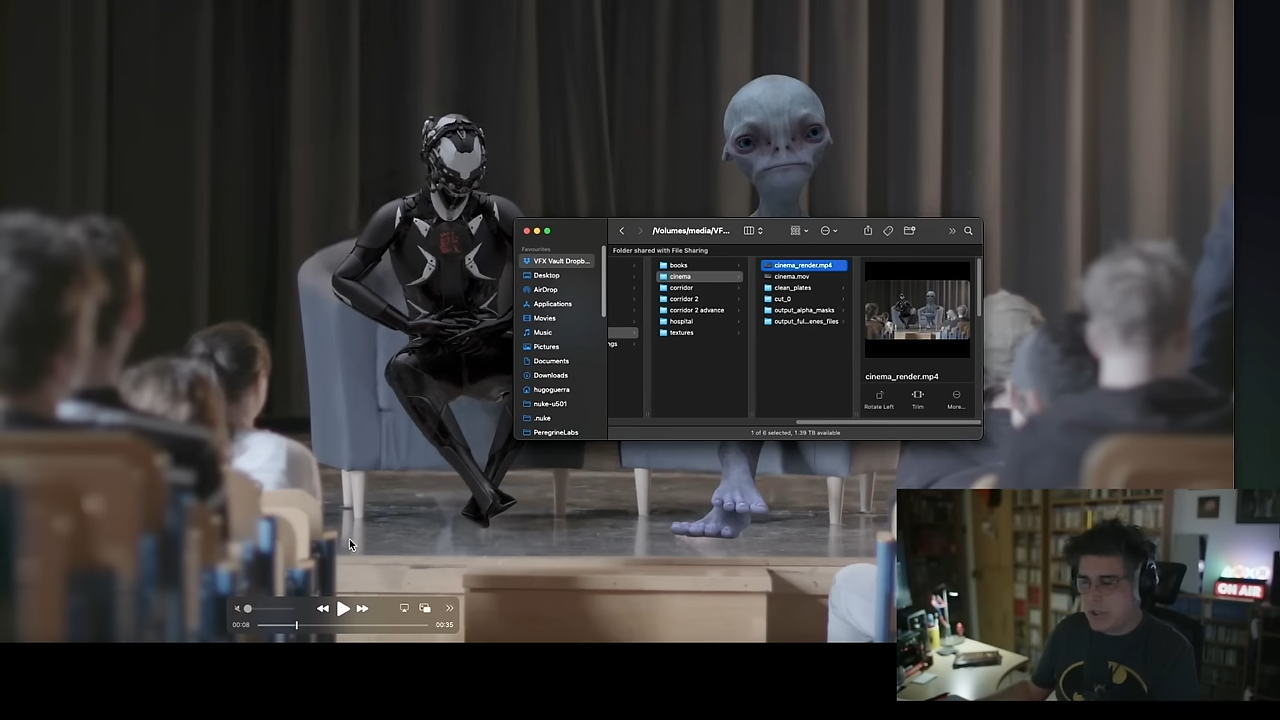 /Volumes/media/VF...
Favourites
Folder shared with File Sharing
VFX Vault Dropb...
Desktop
AirDrop
Applications
Movies
Music
Pictures
Documents
Downloads
hugoguerra
nuke-u501
.nuke
PeregrineLabs
ngs
books
cinema
corridor
corridor 2
corridor 2 advance
hospital
textures
cinema_render.mp4
cinema.mov
clean_plates
cut_0
output_alpha_masks
output_ful...enes_files
cinema_render.mp4
Rotate Left
Trim
More...
1 of 6 selected, 1.39 TB available
00:08
00:35
ON AIR